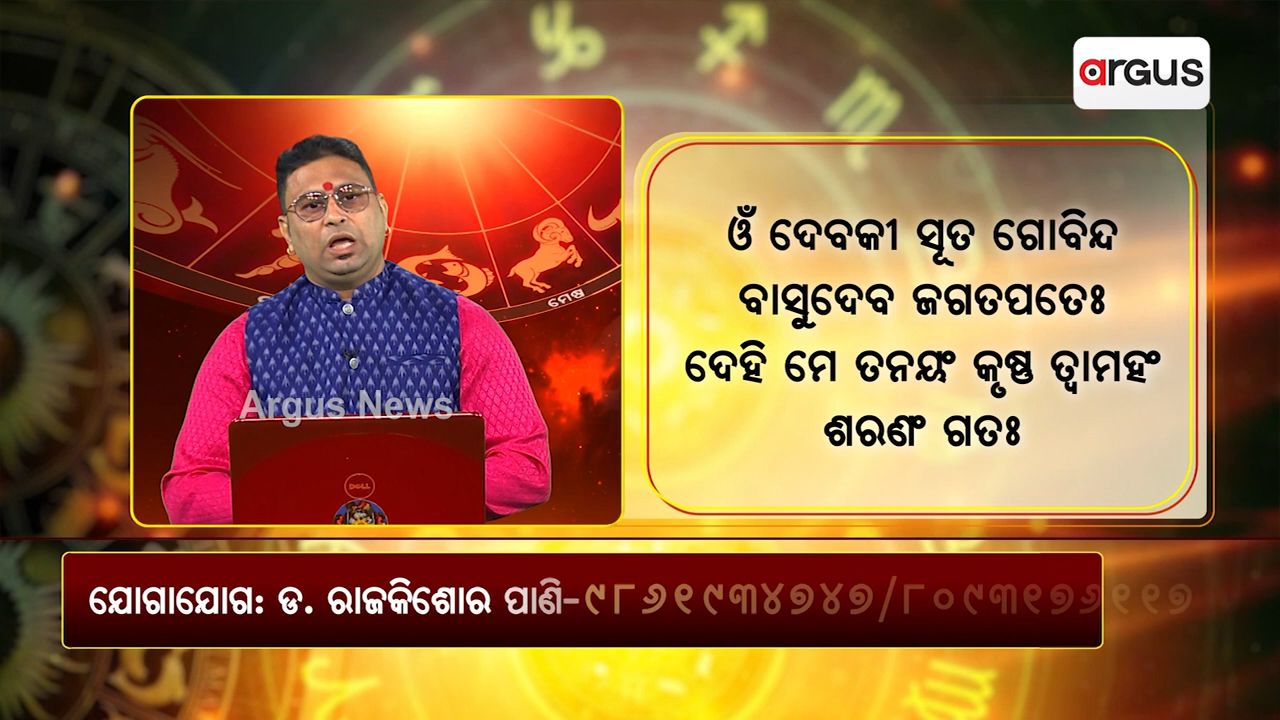 argus
ଓଁ ଦେବକୀ ସୂତ ଗୋବିନ୍ଦ
ବାସୁଦେବ ଜଗତପତେଃ
ଦେହି ମେ ତନୟଂ କୃଷ୍ଣ ତ୍ୱାମହଂ
ଶରଣଂ ଗତଃ
ମେଷ
Argus News
DELL
ଯୋଗାଯୋଗ: ଡ. ରାଜକିଶୋର ପାଣି-୯୮୬୧୯୩୪୭୪୭/୮୦୯୩୧୭୬୧୧୭